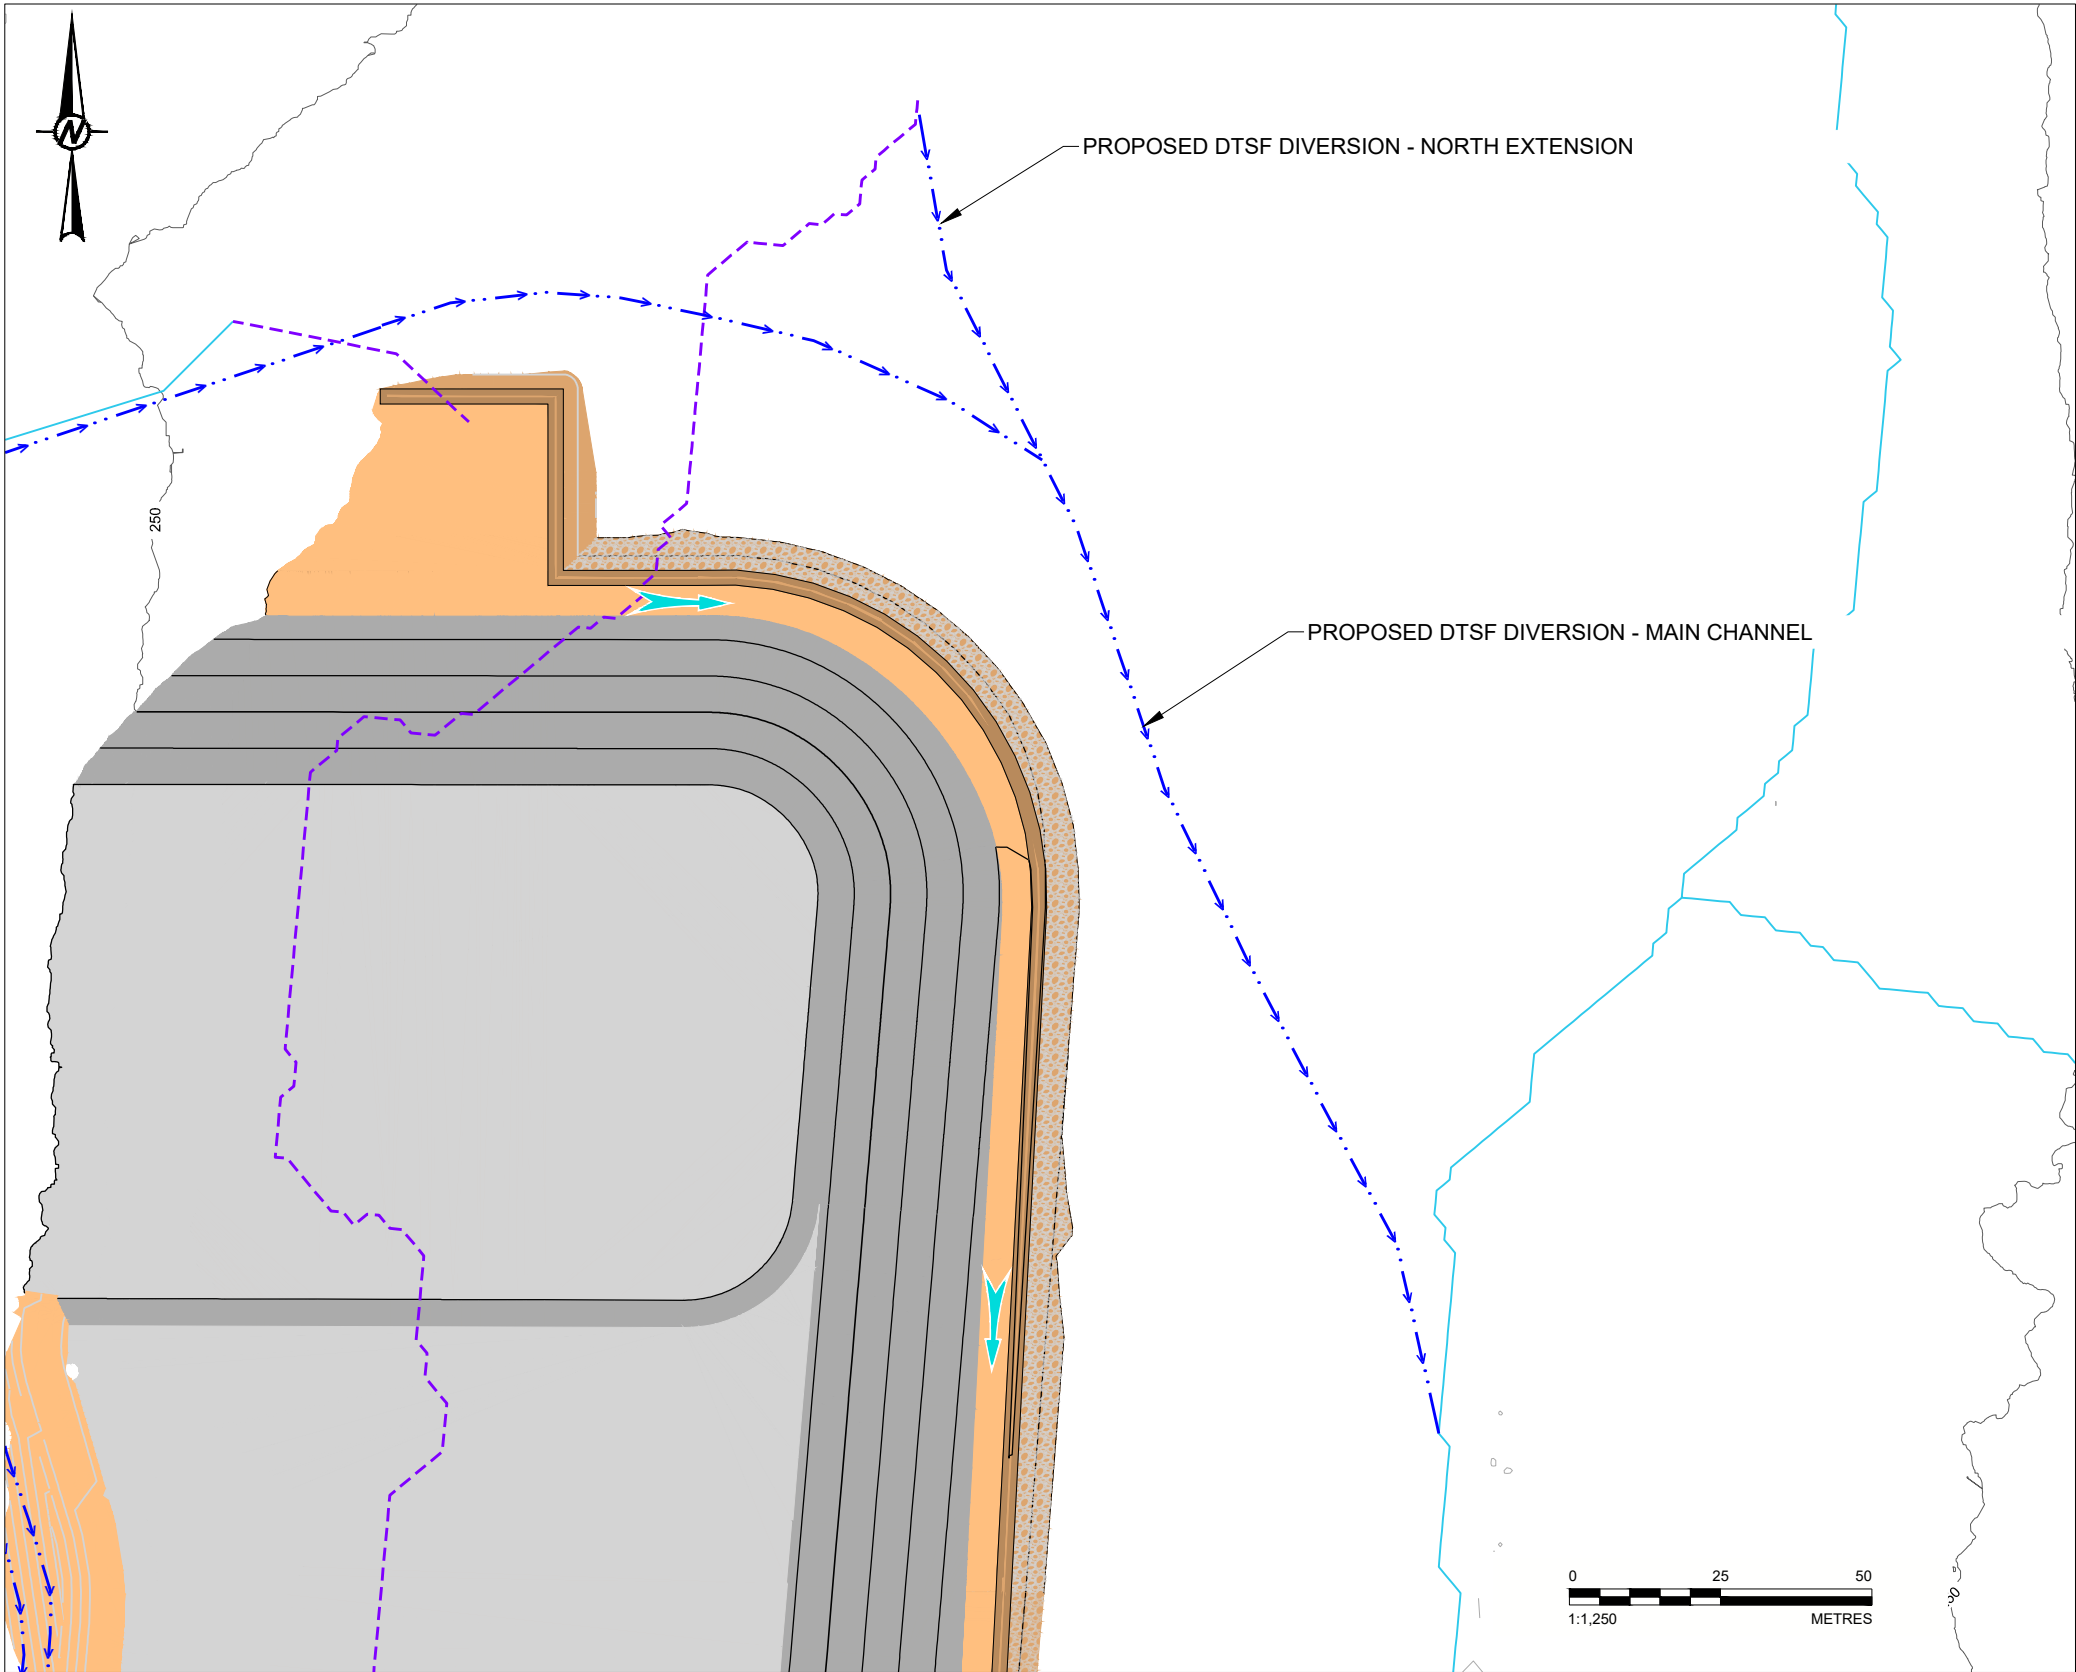 N
PROPOSED DTSF DIVERSION - NORTH EXTENSION
250
PROPOSED DTSF DIVERSION - MAIN CHANNEL
0 25 50
1:1,250 METRES